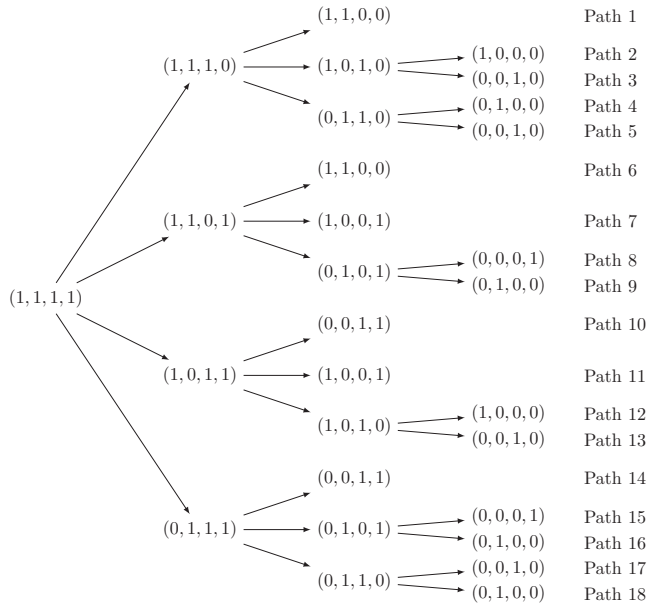 (1, 1, 0, 0) Path 1
(1, 0, 0, 0) Path 2
(1, 1, 1, 0) (1, 0, 1, 0)
(0, 0, 1, 0) Path 3
(0, 1, 0, 0) Path 4
(0, 1, 1, 0)
(0, 0, 1, 0) Path 5
(1, 1, 0, 0) Path 6
(1, 1, 0, 1) (1, 0, 0, 1) Path 7
(0, 0, 0, 1) Path 8
(0, 1, 0, 1)
(0, 1, 0, 0) Path 9
(1, 1, 1, 1)
(0, 0, 1, 1) Path 10
(1, 0, 1, 1) (1, 0, 0, 1) Path 11
(1, 0, 0, 0) Path 12
(1, 0, 1, 0)
(0, 0, 1, 0) Path 13
(0, 0, 1, 1) Path 14
(0, 0, 0, 1) Path 15
(0, 1, 1, 1) (0, 1, 0, 1)
(0, 1, 0, 0) Path 16
(0, 0, 1, 0) Path 17
(0, 1, 1, 0)
(0, 1, 0, 0) Path 18